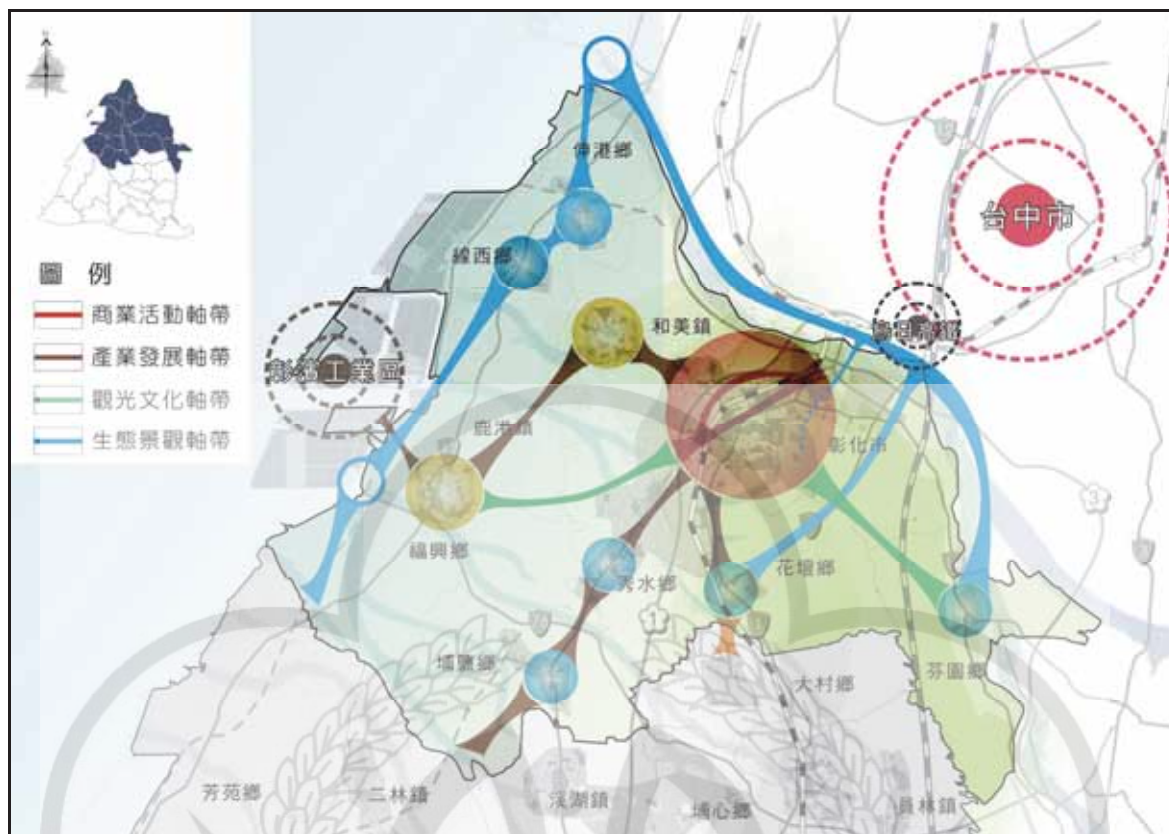 N
圖 例
商業活動軸帶
產業發展軸帶
觀光文化軸帶
生態景觀軸帶
伸港鄉
台中市
線西鄉
和美鎮
彰濱工業區
鹿港鎮
彰化市
3
福興鄉
秀水鄉
花壇鄉
1
埔鹽鄉
大村鄉
芬園鄉
芳苑鄉
二林鎮
溪湖鎮
埔心鄉
員林鎮